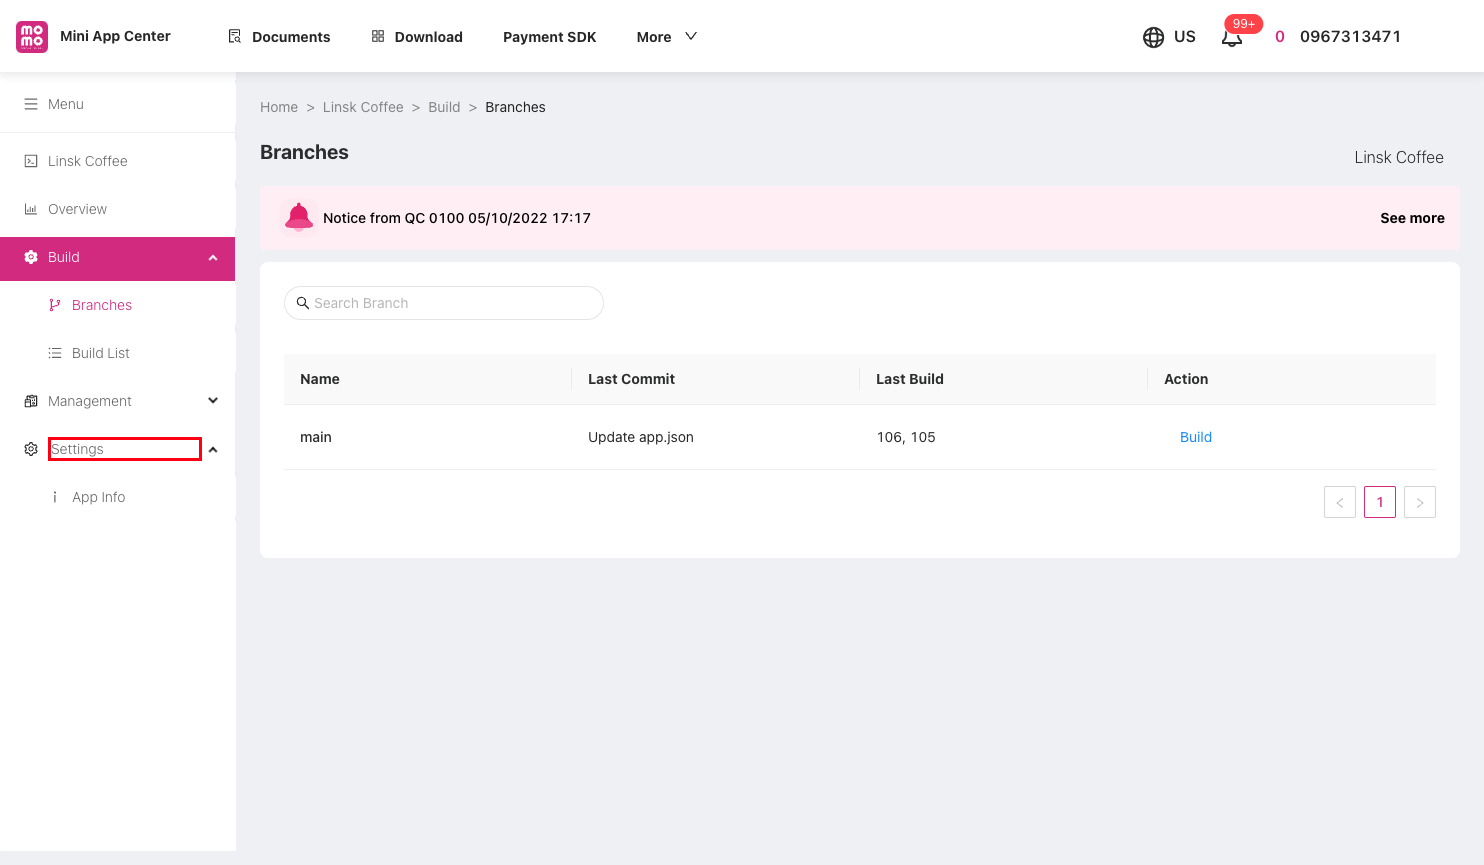 momo
Mini App Center
Documents
Download
Payment SDK
More
US
99+
0
0967313471
Menu
Linsk Coffee
Overview
Build
Branches
Build List
Management
Settings
App Info
Home > Linsk Coffee > Build > Branches
Branches
Linsk Coffee
Notice from QC 0100 05/10/2022 17:17
See more
Search Branch
Name Last Commit Last Build Action
main Update app.json 106, 105 Build
< 1 >